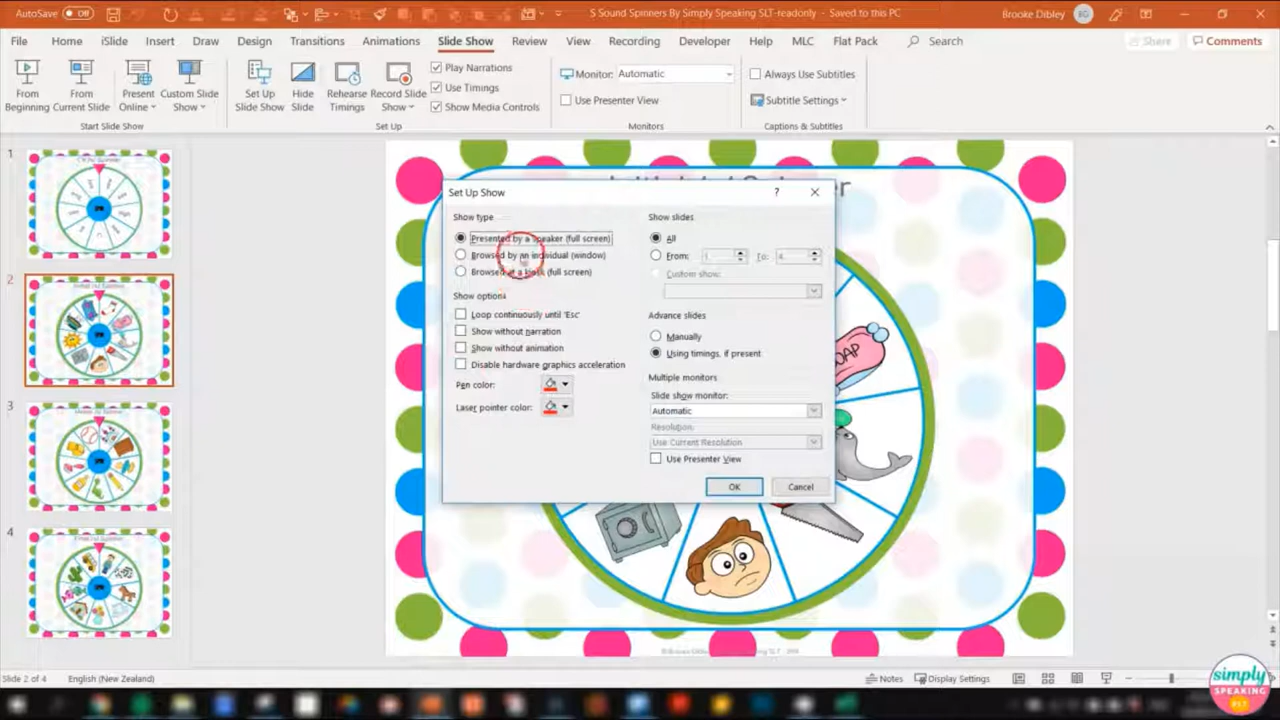 AutoSave Off S Sound Spinners By Simply Speaking SLT-readonly - Saved to this PC Brooke Dibley BG
File Home iSlide Insert Draw Design Transitions Animations Slide Show Review View Recording Developer Help MLC Flat Pack Search Share Comments
From Beginning
From Current Slide
Present Online
Custom Slide Show
Start Slide Show
Set Up Slide Show
Hide Slide
Rehearse Timings
Record Slide Show
Play Narrations
Use Timings
Show Media Controls
Set Up
Monitor: Automatic
Use Presenter View
Monitors
Always Use Subtitles
Subtitle Settings
Captions & Subtitles
1
2
3
4
Set Up Show ?
Show type
Presented by a speaker (full screen)
Browsed by an individual (window)
Browsed at a kiosk (full screen)
Show options
Loop continuously until 'Esc'
Show without narration
Show without animation
Disable hardware graphics acceleration
Pen color:
Laser pointer color:
Show slides
All
From: 1 To: 4
Custom show:
Advance slides
Manually
Using timings, if present
Multiple monitors
Slide show monitor:
Automatic
Resolution:
Use Current Resolution
Use Presenter View
OK Cancel
SOAP
Slide 2 of 4 English (New Zealand) Notes Display Settings
simply
SPEAKING
SLT